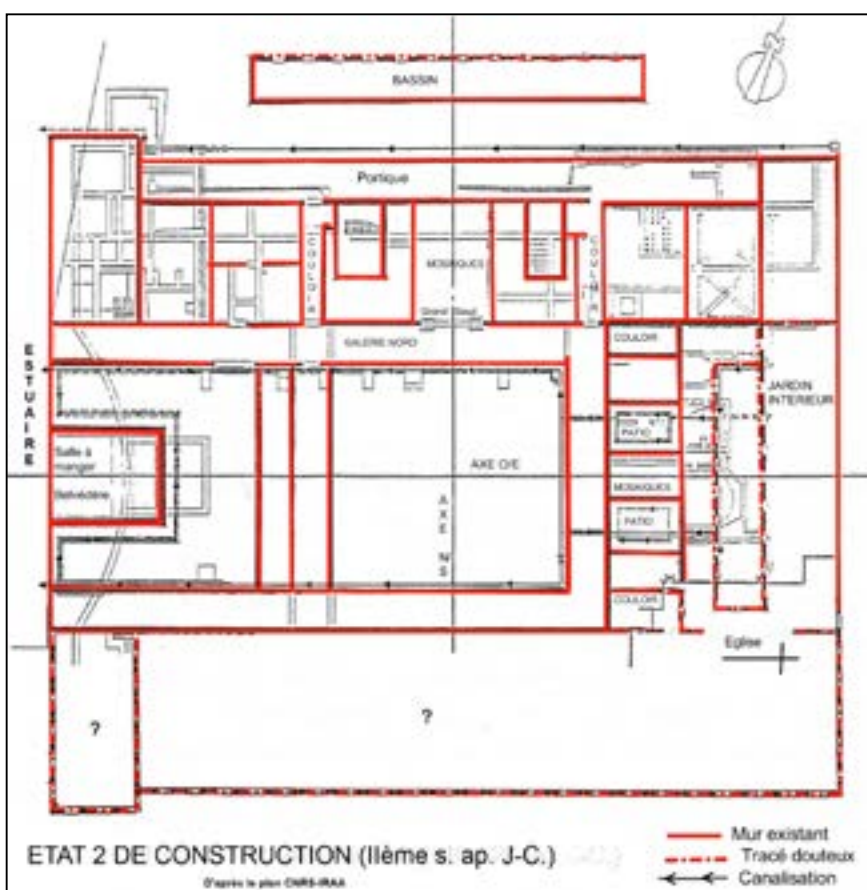 BASSIN
N
Portique
COULOIR
MOSAIQUES
COULOIR
Grand Seuil
GALERIE NORD
COULOIR
ESTUAIRE
JARDIN
INTERIEUR
PATIO
Salle à
manger
AXE O/E
Belvédère
MOSAIQUES
AXE N/S
PATIO
COULOIR
Eglise
?
?
ETAT 2 DE CONSTRUCTION (IIème s. ap. J-C.)
D'après le plan CNRS-IRAA
Mur existant
Tracé douteux
Canalisation